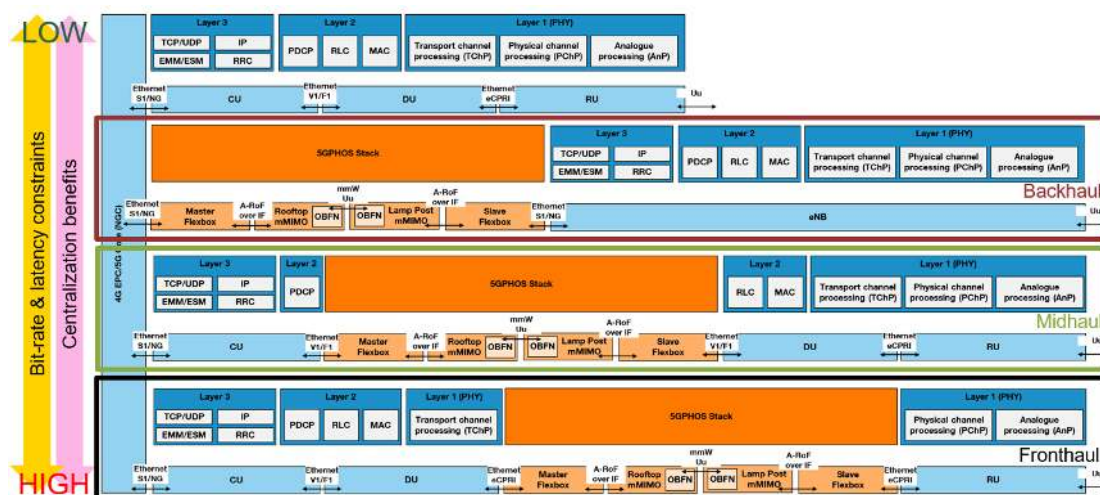 LOW
HIGH
Bit-rate & latency constraints
Centralization benefits
4G EPC/5G Core (NGC)
Layer 3
TCP/UDP
IP
EMM/ESM
RRC
Layer 2
PDCP
RLC
MAC
Layer 1 (PHY)
Transport channel
processing (TChP)
Physical channel
processing (PChP)
Analogue
processing (AnP)
Ethernet
S1/NG
CU
Ethernet
V1/F1
DU
Ethernet
eCPRI
RU
Uu
5GPHOS Stack
Layer 3
TCP/UDP
IP
EMM/ESM
RRC
Layer 2
PDCP
RLC
MAC
Layer 1 (PHY)
Transport channel
processing (TChP)
Physical channel
processing (PChP)
Analogue
processing (AnP)
Backhaul
Ethernet
S1/NG
Master
Flexbox
A-RoF
over IF
Rooftop
mMIMO
OBFN
mmW
Uu
OBFN
Lamp Post
mMIMO
A-RoF
over IF
Slave
Flexbox
Ethernet
S1/NG
eNB
Uu
Layer 3
TCP/UDP
IP
EMM/ESM
RRC
Layer 2
PDCP
5GPHOS Stack
Layer 2
RLC
MAC
Layer 1 (PHY)
Transport channel
processing (TChP)
Physical channel
processing (PChP)
Analogue
processing (AnP)
Midhaul
Ethernet
S1/NG
CU
Ethernet
V1/F1
Master
Flexbox
A-RoF
over IF
Rooftop
mMIMO
OBFN
mmW
Uu
OBFN
Lamp Post
mMIMO
A-RoF
over IF
Slave
Flexbox
Ethernet
V1/F1
DU
Ethernet
eCPRI
RU
Uu
Layer 3
TCP/UDP
IP
EMM/ESM
RRC
Layer 2
PDCP
RLC
MAC
Layer 1 (PHY)
Transport channel
processing (TChP)
5GPHOS Stack
Layer 1 (PHY)
Physical channel
processing (PChP)
Analogue
processing (AnP)
Fronthaul
Ethernet
S1/NG
CU
Ethernet
V1/F1
DU
Ethernet
eCPRI
Master
Flexbox
A-RoF
over IF
Rooftop
mMIMO
OBFN
mmW
Uu
OBFN
Lamp Post
mMIMO
A-RoF
over IF
Slave
Flexbox
Ethernet
eCPRI
RU
Uu